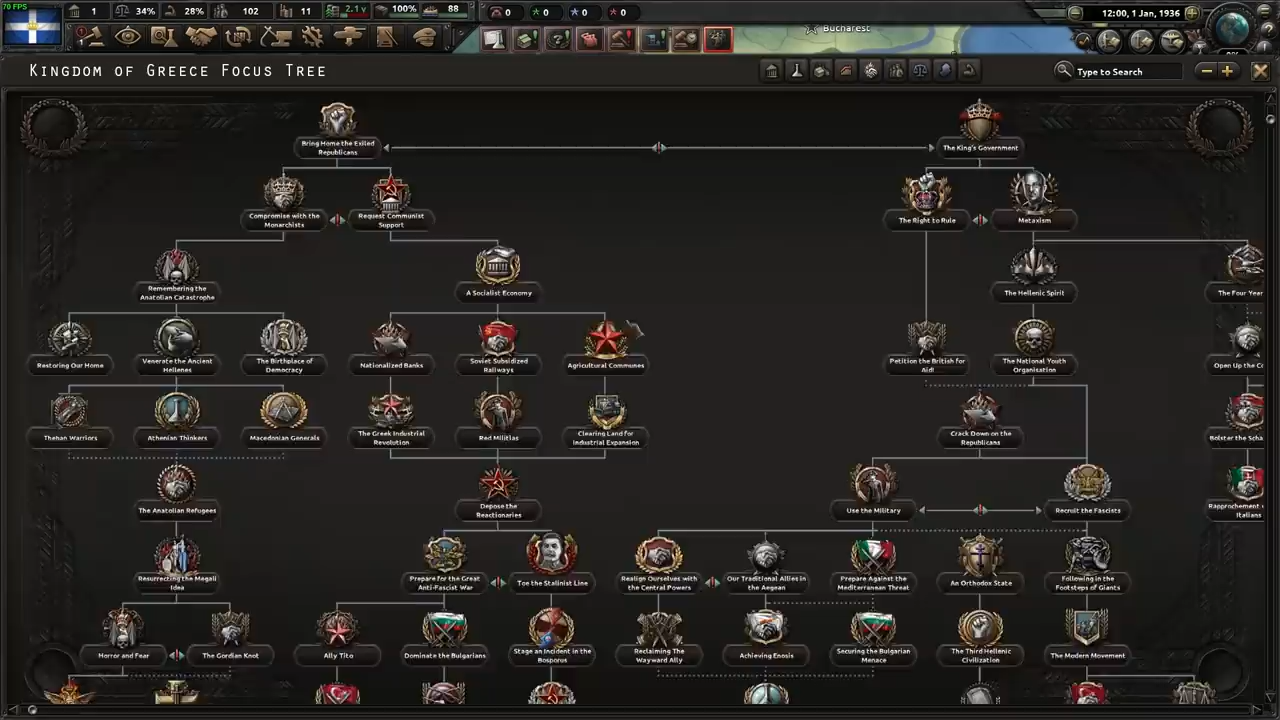 70 FPS
1
34%
28%
102
11
2.1 v
100%
88
0
0
0
0
12:00, 1 Jan, 1936
Bucharest
Kingdom of Greece Focus Tree
Type to Search
Bring Home the Exiled
Republicans
The King's Government
Compromise with the
Monarchists
Request Communist
Support
The Right to Rule
Metaxism
Remembering the
Anatolian Catastrophe
A Socialist Economy
The Hellenic Spirit
The Four Year
Restoring Our Home
Venerate the Ancient
Hellenes
The Birthplace of
Democracy
Nationalized Banks
Soviet Subsidized
Railways
Agricultural Communes
Petition the British for
Aid!
The National Youth
Organisation
Open Up the Co
Theban Warriors
Athenian Thinkers
Macedonian Generals
The Greek Industrial
Revolution
Red Militias
Clearing Land for
Industrial Expansion
Crack Down on the
Republicans
Bolster the Scha
The Anatolian Refugees
Depose the
Reactionaries
Use the Military
Recruit the Fascists
Rapprochement
Italians
Resurrecting the Megali
Idea
Prepare for the Great
Anti-Fascist War
Toe the Stalinist Line
Realign Ourselves with
the Central Powers
Our Traditional Allies in
the Aegean
Prepare Against the
Mediterranean Threat
An Orthodox State
Following in the
Footsteps of Giants
Horror and Fear
The Gordian Knot
Ally Tito
Dominate the Bulgarians
Stage an Incident in the
Bosporus
Reclaiming The
Wayward Ally
Achieving Enosis
Securing the Bulgarian
Menace
The Third Hellenic
Civilization
The Modern Movement